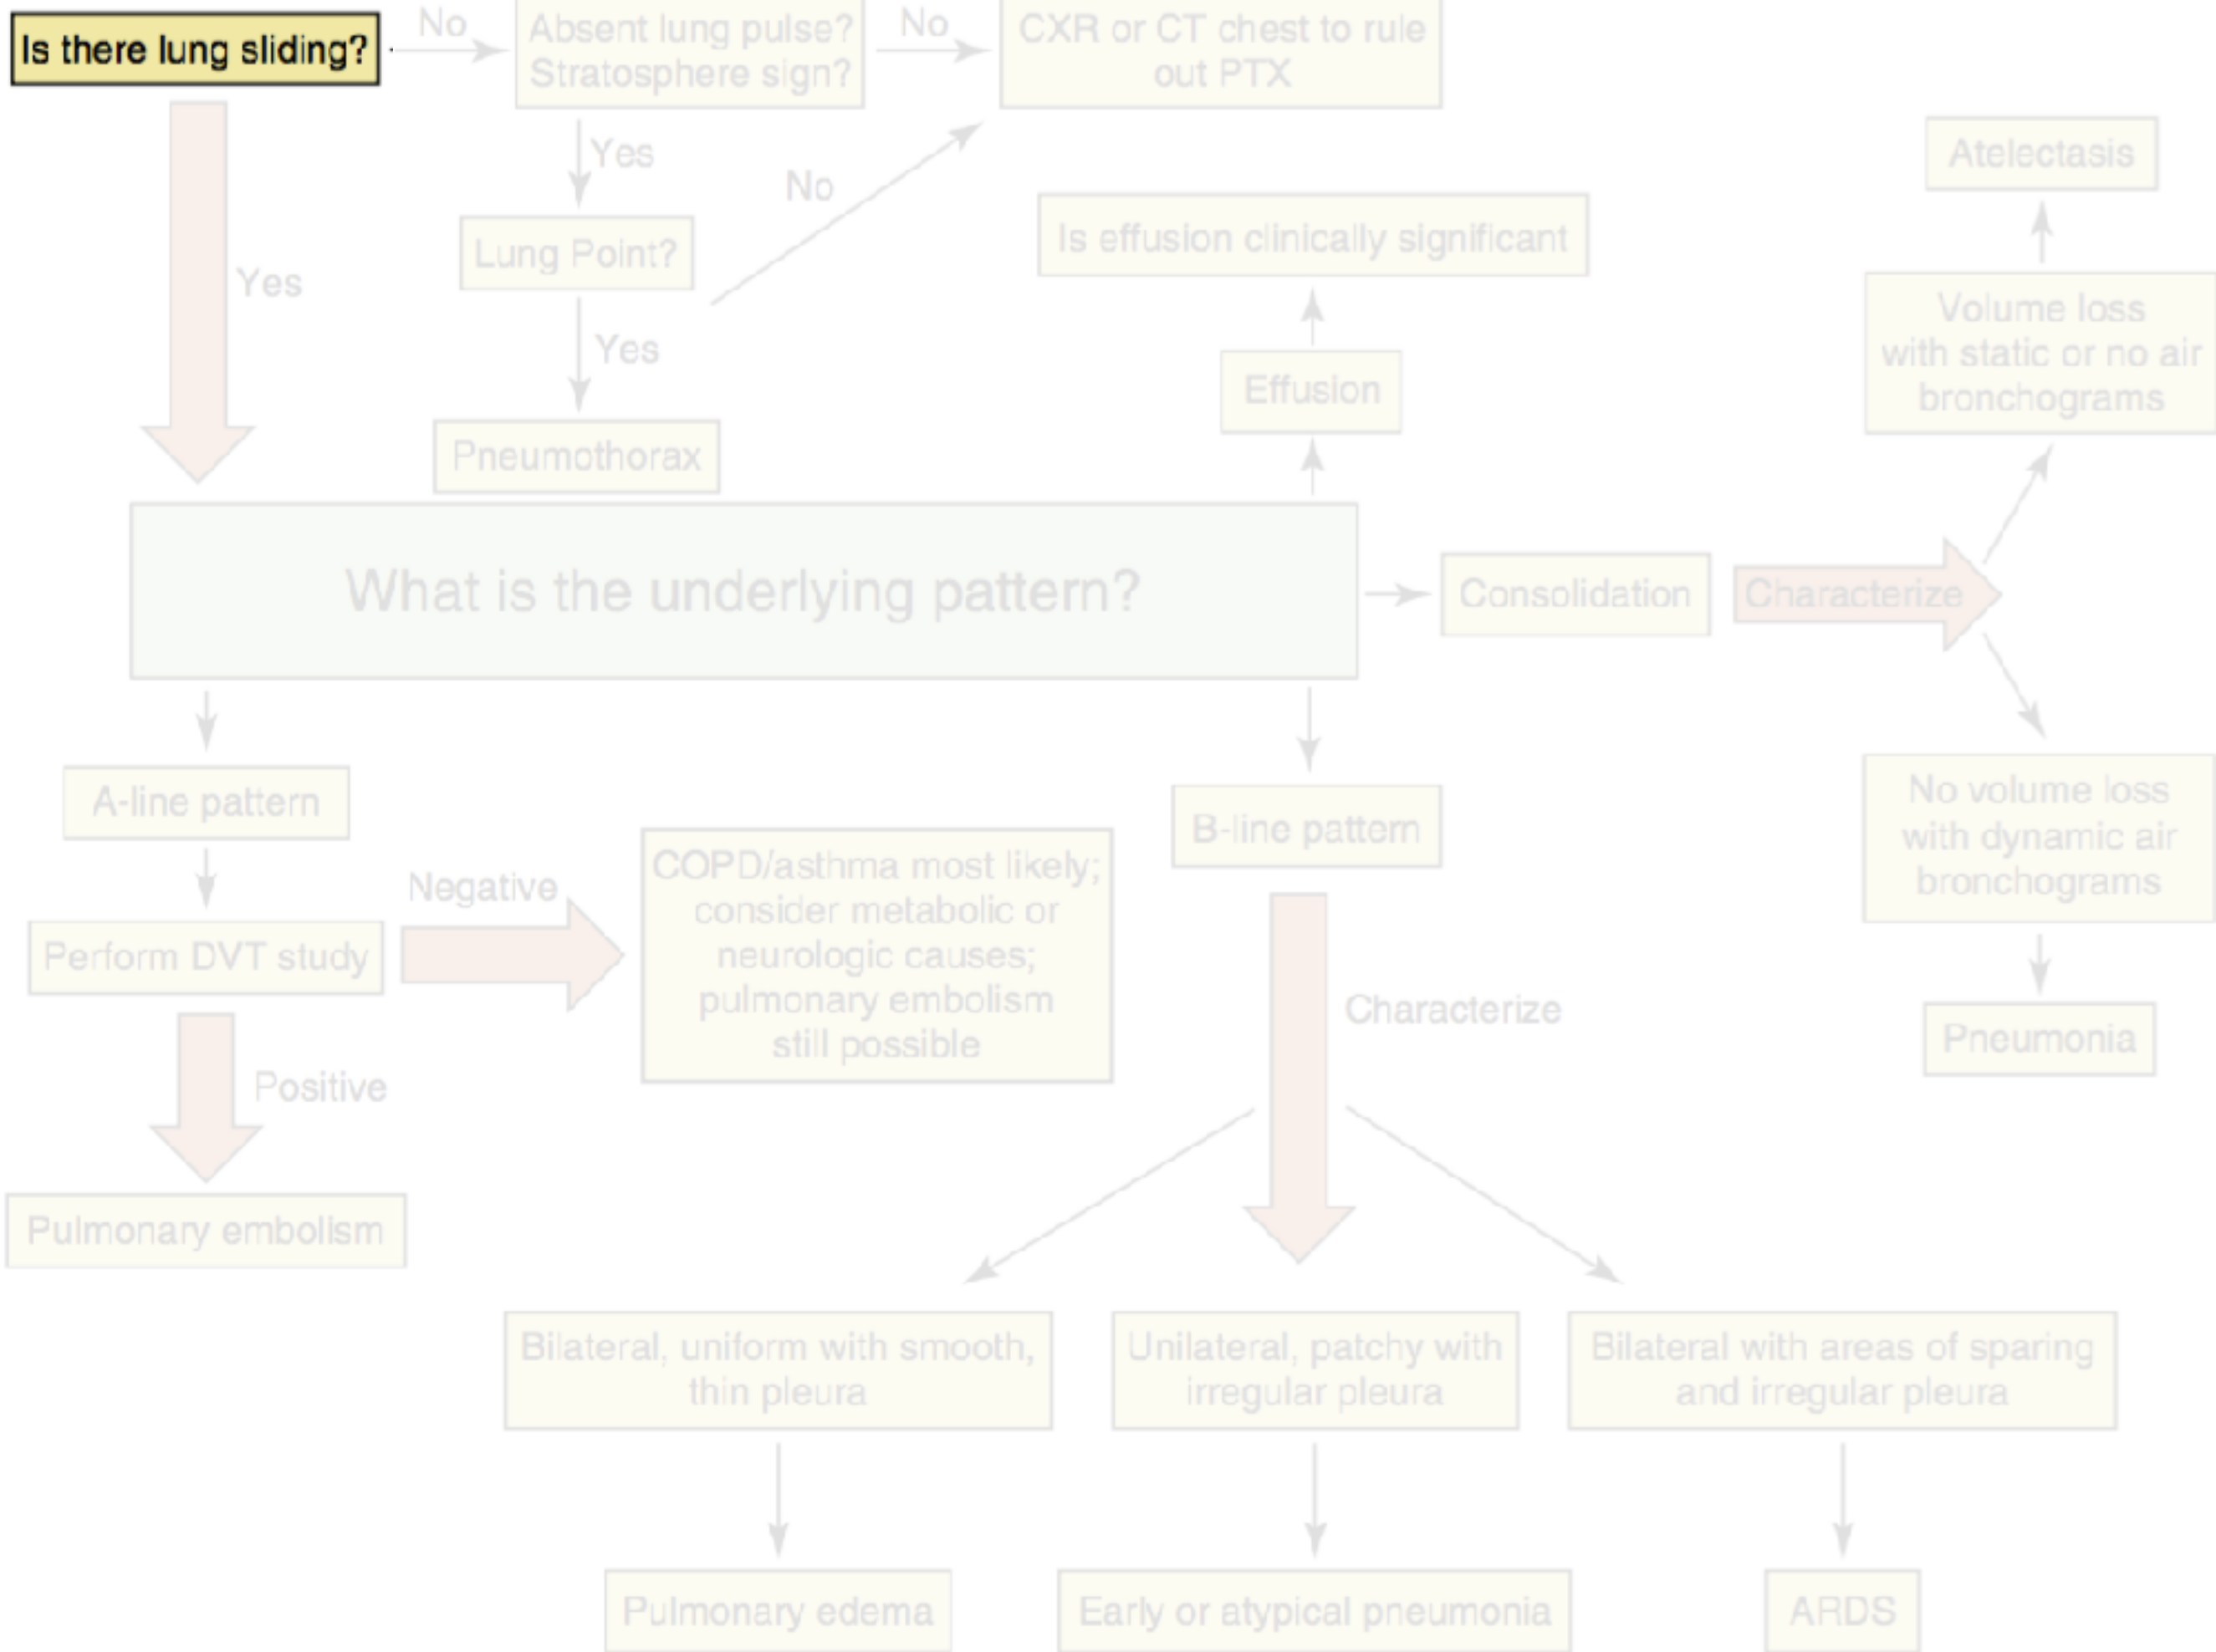 Is there lung sliding?
No
Absent lung pulse?
Stratosphere sign?
No
CXR or CT chest to rule
out PTX
Yes
Yes
No
Lung Point?
Yes
Pneumothorax
Is effusion clinically significant
Effusion
Atelectasis
Volume loss
with static or no air
bronchograms
What is the underlying pattern?
Consolidation
Characterize
No volume loss
with dynamic air
bronchograms
Pneumonia
A-line pattern
Perform DVT study
Negative
COPD/asthma most likely;
consider metabolic or
neurologic causes;
pulmonary embolism
still possible
Positive
Pulmonary embolism
B-line pattern
Characterize
Bilateral, uniform with smooth,
thin pleura
Unilateral, patchy with
irregular pleura
Bilateral with areas of sparing
and irregular pleura
Pulmonary edema
Early or atypical pneumonia
ARDS